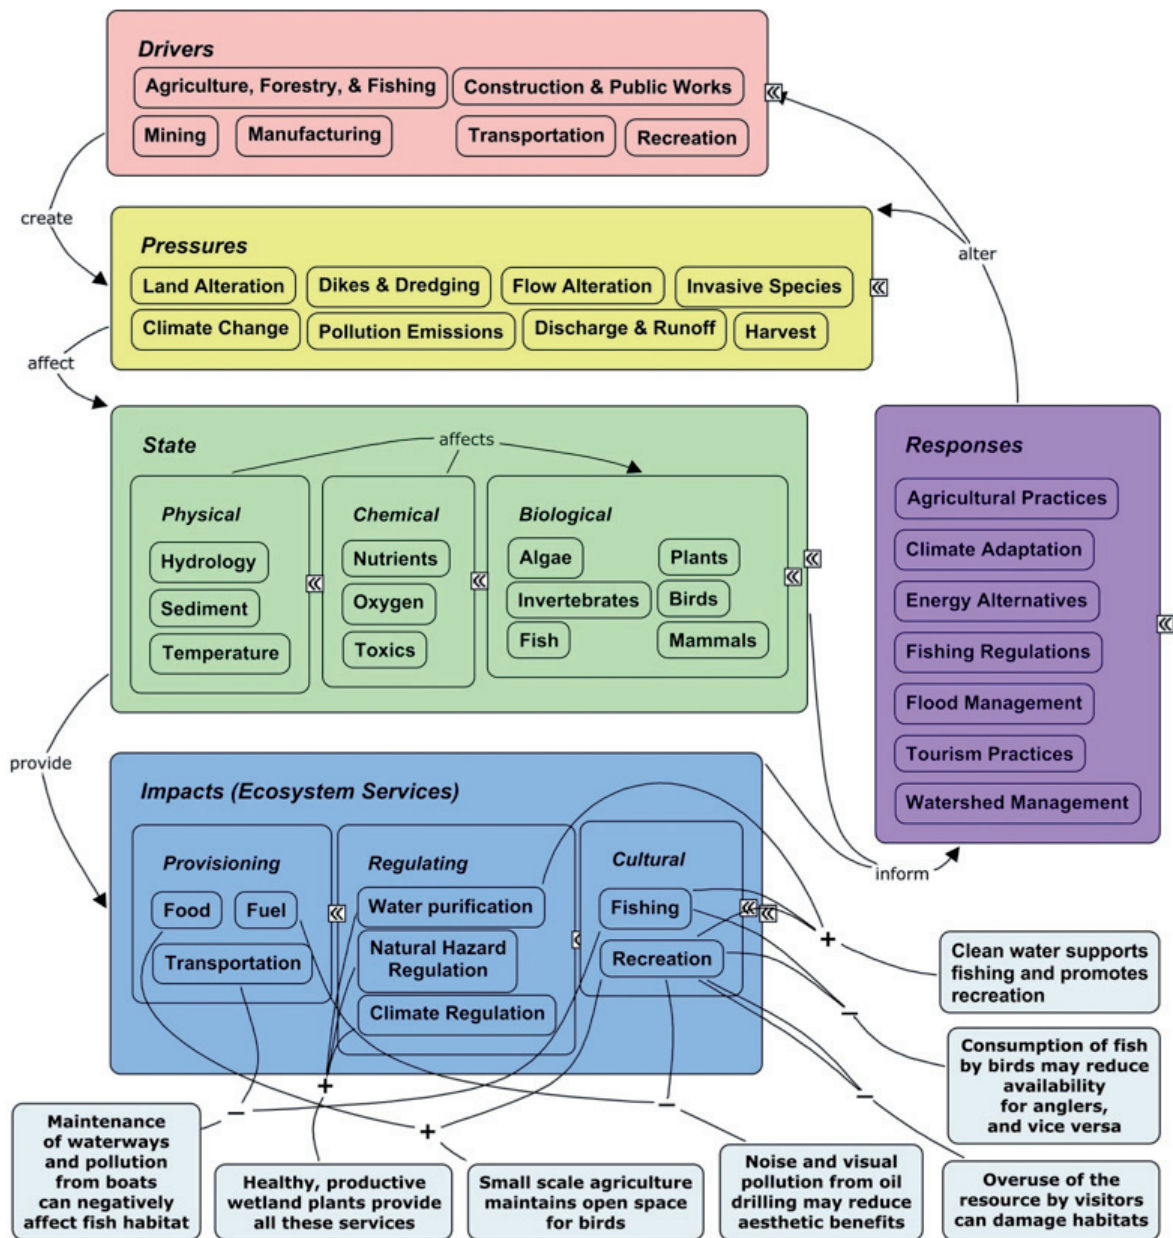 Drivers
Agriculture, Forestry, & Fishing
Construction & Public Works
Mining
Manufacturing
Transportation
Recreation
create
Pressures
alter
Land Alteration
Dikes & Dredging
Flow Alteration
Invasive Species
Climate Change
Pollution Emissions
Discharge & Runoff
Harvest
affect
State
affects
Physical
Hydrology
Sediment
Temperature
Chemical
Nutrients
Oxygen
Toxics
Biological
Algae
Plants
Invertebrates
Birds
Fish
Mammals
Responses
Agricultural Practices
Climate Adaptation
Energy Alternatives
Fishing Regulations
Flood Management
Tourism Practices
Watershed Management
provide
inform
Impacts (Ecosystem Services)
Provisioning
Food
Fuel
Transportation
Regulating
Water purification
Natural Hazard
Regulation
Climate Regulation
Cultural
Fishing
Recreation
+
Clean water supports
fishing and promotes
recreation
−
Consumption of fish
by birds may reduce
availability
for anglers,
and vice versa
−
Maintenance
of waterways
and pollution
from boats
can negatively
affect fish habitat
+
Healthy, productive
wetland plants provide
all these services
+
Small scale agriculture
maintains open space
for birds
−
Noise and visual
pollution from oil
drilling may reduce
aesthetic benefits
−
Overuse of the
resource by visitors
can damage habitats